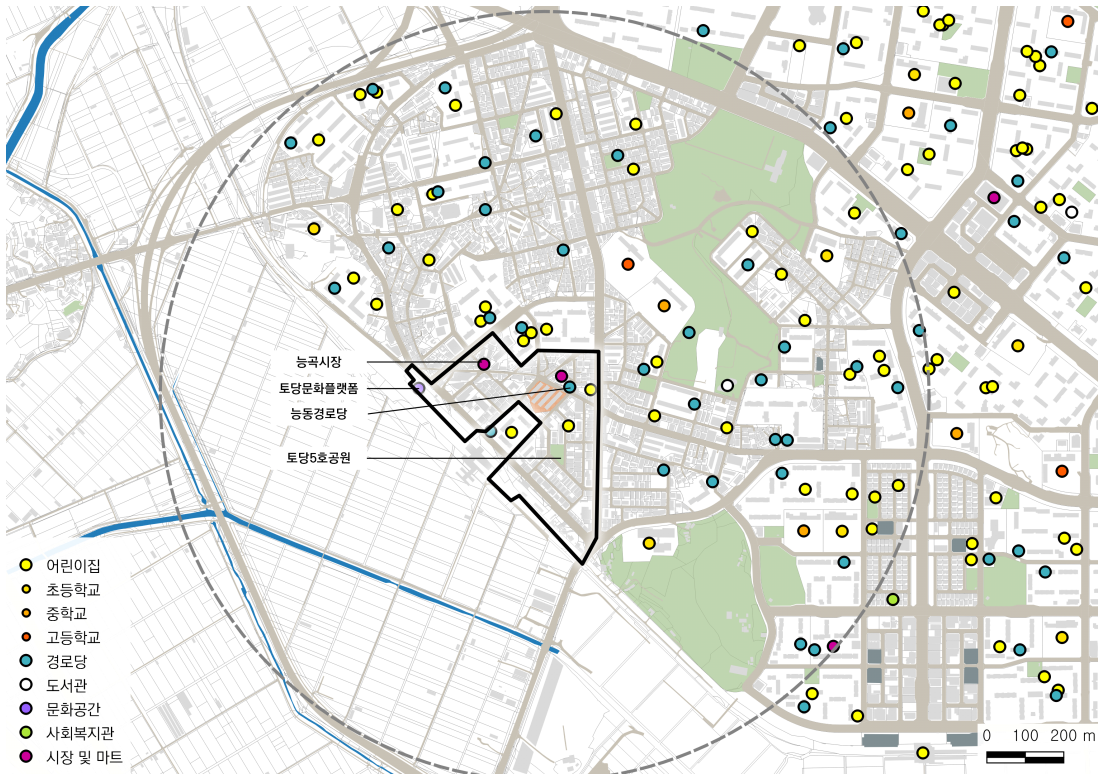 능곡시장
토당문화플랫폼
능동경로당
토당5호공원
어린이집
초등학교
중학교
고등학교
경로당
도서관
문화공간
사회복지관
시장 및 마트
0 100 200 m